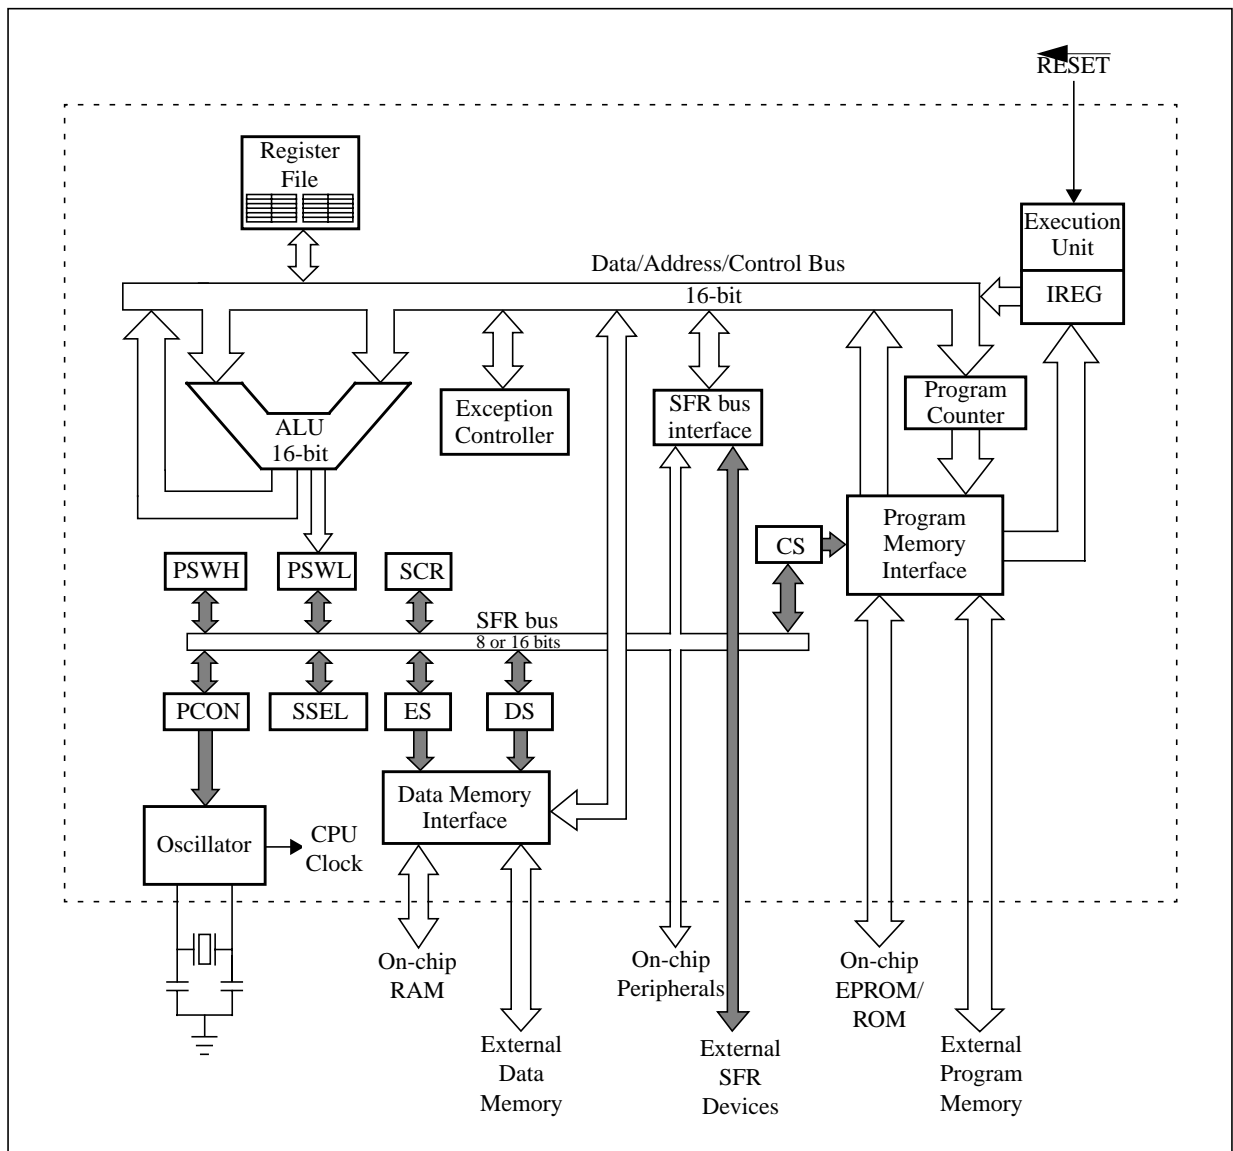 RESET
Register
File
Execution
Unit
IREG
Data/Address/Control Bus
16-bit
ALU
16-bit
Exception
Controller
SFR bus
interface
Program
Counter
Program
Memory
Interface
CS
PSWH
PSWL
SCR
SFR bus
8 or 16 bits
PCON
SSEL
ES
DS
Data Memory
Interface
Oscillator
CPU
Clock
On-chip
RAM
On-chip
Peripherals
On-chip
EPROM/
ROM
External
Data
Memory
External
SFR
Devices
External
Program
Memory